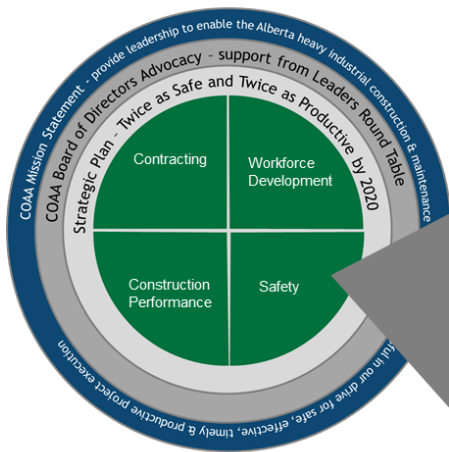 COAA Mission Statement - provide leadership to enable the Alberta heavy industrial construction & maintenance
COAA Board of Directors Advocacy - support from Leaders Round Table
Strategic Plan - Twice as Safe and Twice as Productive by 2020
Contracting
Workforce
Development
Construction
Performance
Safety
in our drive for safe, effective, timely & productive project execution